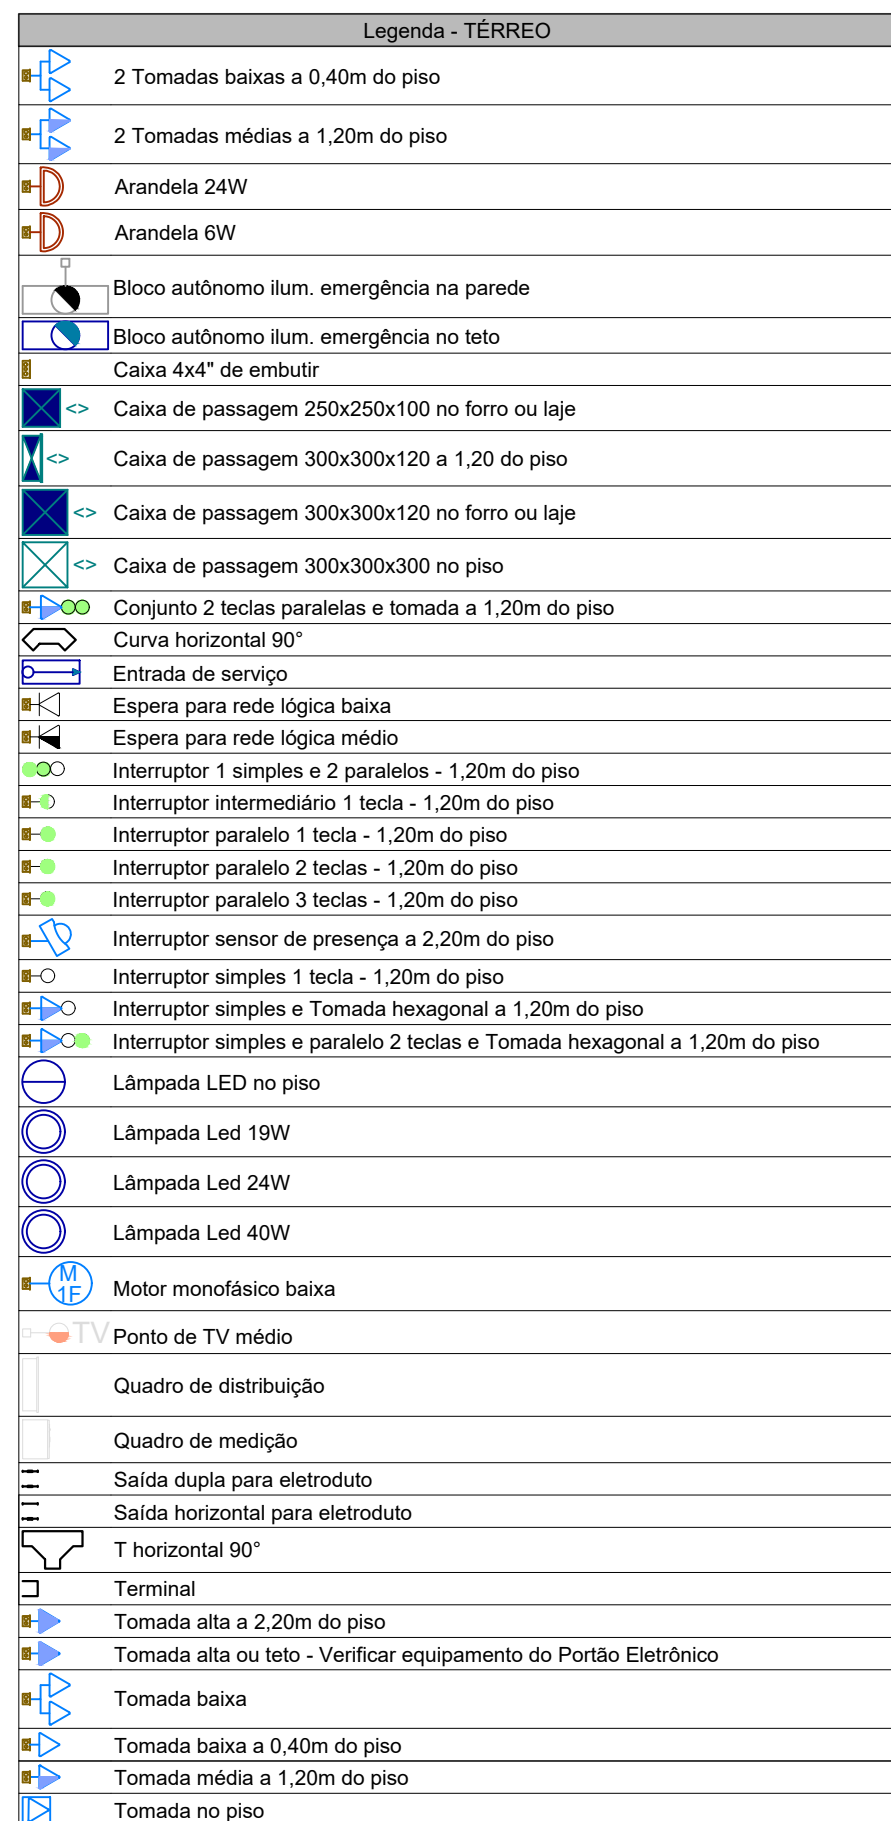 Legenda - TÉRREO
2 Tomadas baixas a 0,40m do piso
2 Tomadas médias a 1,20m do piso
Arandela 24W
Arandela 6W
Bloco autônomo ilum. emergência na parede
Bloco autônomo ilum. emergência no teto
Caixa 4x4" de embutir
<> Caixa de passagem 250x250x100 no forro ou laje
<> Caixa de passagem 300x300x120 a 1,20 do piso
<> Caixa de passagem 300x300x120 no forro ou laje
<> Caixa de passagem 300x300x300 no piso
Conjunto 2 teclas paralelas e tomada a 1,20m do piso
Curva horizontal 90°
Entrada de serviço
Espera para rede lógica baixa
Espera para rede lógica médio
Interruptor 1 simples e 2 paralelos - 1,20m do piso
Interruptor intermediário 1 tecla - 1,20m do piso
Interruptor paralelo 1 tecla - 1,20m do piso
Interruptor paralelo 2 teclas - 1,20m do piso
Interruptor paralelo 3 teclas - 1,20m do piso
Interruptor sensor de presença a 2,20m do piso
Interruptor simples 1 tecla - 1,20m do piso
Interruptor simples e Tomada hexagonal a 1,20m do piso
Interruptor simples e paralelo 2 teclas e Tomada hexagonal a 1,20m do piso
Lâmpada LED no piso
Lâmpada Led 19W
Lâmpada Led 24W
Lâmpada Led 40W
M
1F
Motor monofásico baixa
TV Ponto de TV médio
Quadro de distribuição
Quadro de medição
Saída dupla para eletroduto
Saída horizontal para eletroduto
T horizontal 90°
Terminal
Tomada alta a 2,20m do piso
Tomada alta ou teto - Verificar equipamento do Portão Eletrônico
Tomada baixa
Tomada baixa a 0,40m do piso
Tomada média a 1,20m do piso
Tomada no piso